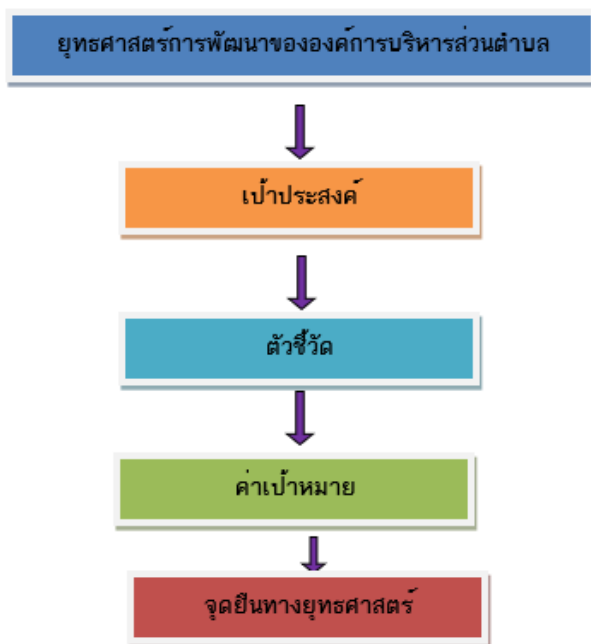 ยุทธศาสตร์การพัฒนาขององค์การบริหารส่วนตำบล
เป้าประสงค์
ตัวชี้วัด
ค่าเป้าหมาย
จุดยืนทางยุทธศาสตร์